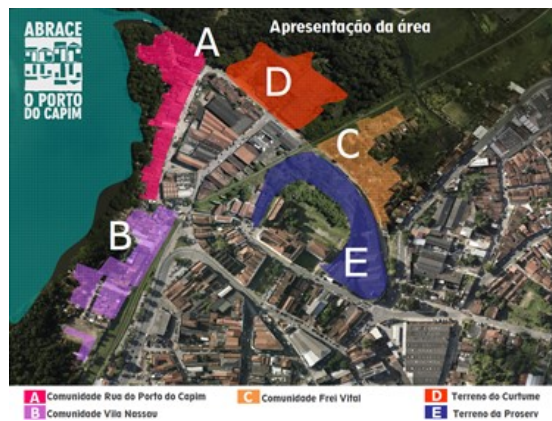 ABRACE
O PORTO
DO CAPIM
Apresentação da área
A
D
C
B
E
A Comunidade Rua do Porto do Capim
B Comunidade Vila Nassau
C Comunidade Frei Vital
D Terreno do Curtume
E Terreno da Proserv